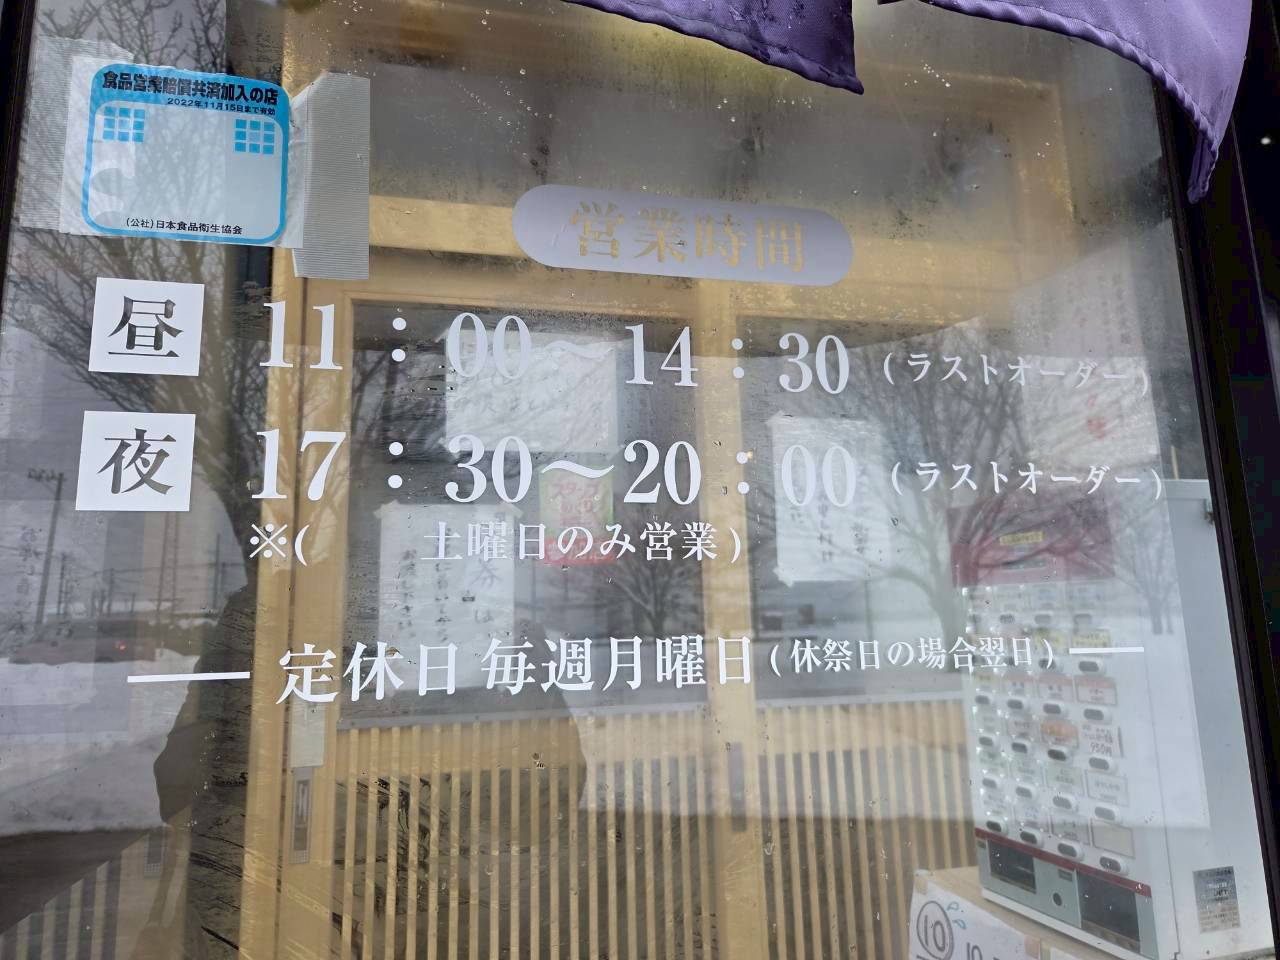 食品営業賠償共済加入の店
2022年11月15日まで有効
(公社)日本食品衛生協会
営業時間
昼 11:00～14:30 (ラストオーダー)
夜 17:30～20:00 (ラストオーダー)
※( 土曜日のみ営業)
定休日 毎週月曜日(休祭日の場合翌日)